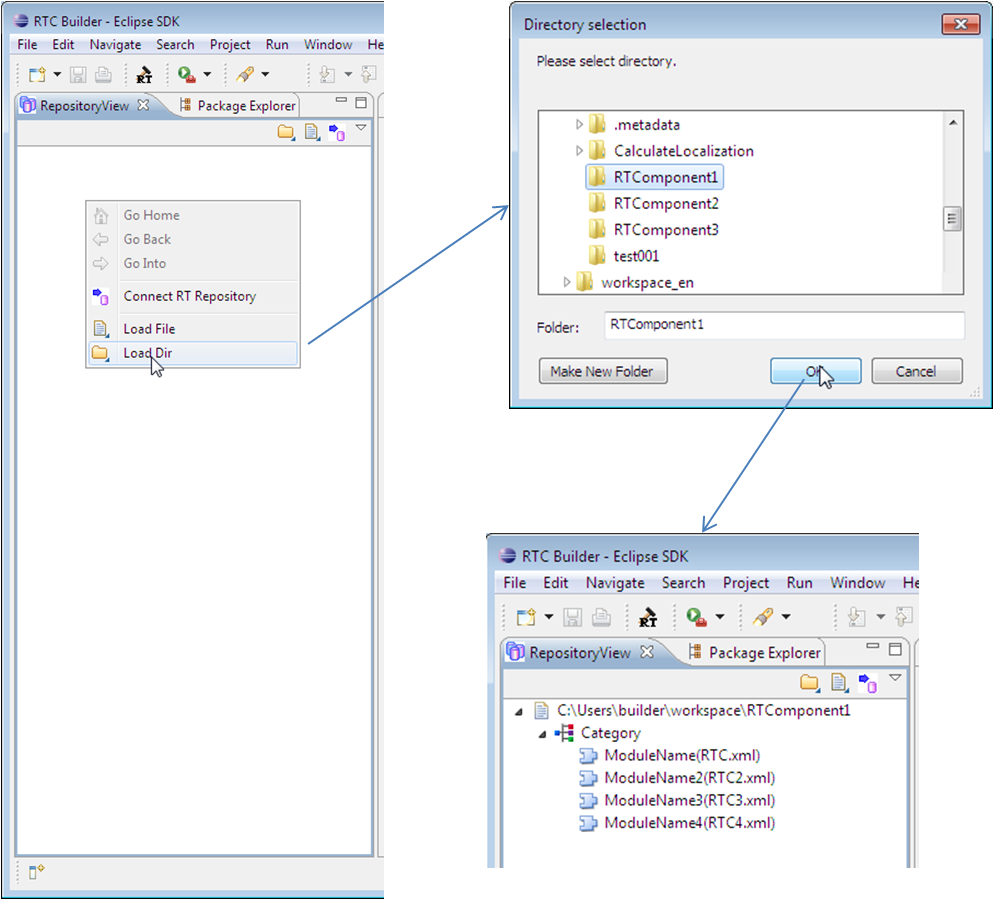 RTC Builder - Eclipse SDK
File Edit Navigate Search Project Run Window He
RT
RepositoryView Package Explorer
Go Home
Go Back
Go Into
Connect RT Repository
Load File
Load Dir
Directory selection
Please select directory.
.metadata
CalculateLocalization
RTComponent1
RTComponent2
RTComponent3
test001
workspace_en
Folder: RTComponent1
Make New Folder OK Cancel
RTC Builder - Eclipse SDK
File Edit Navigate Search Project Run Window He
RT
RepositoryView Package Explorer
C:\Users\builder\workspace\RTComponent1
Category
ModuleName(RTC.xml)
ModuleName2(RTC2.xml)
ModuleName3(RTC3.xml)
ModuleName4(RTC4.xml)